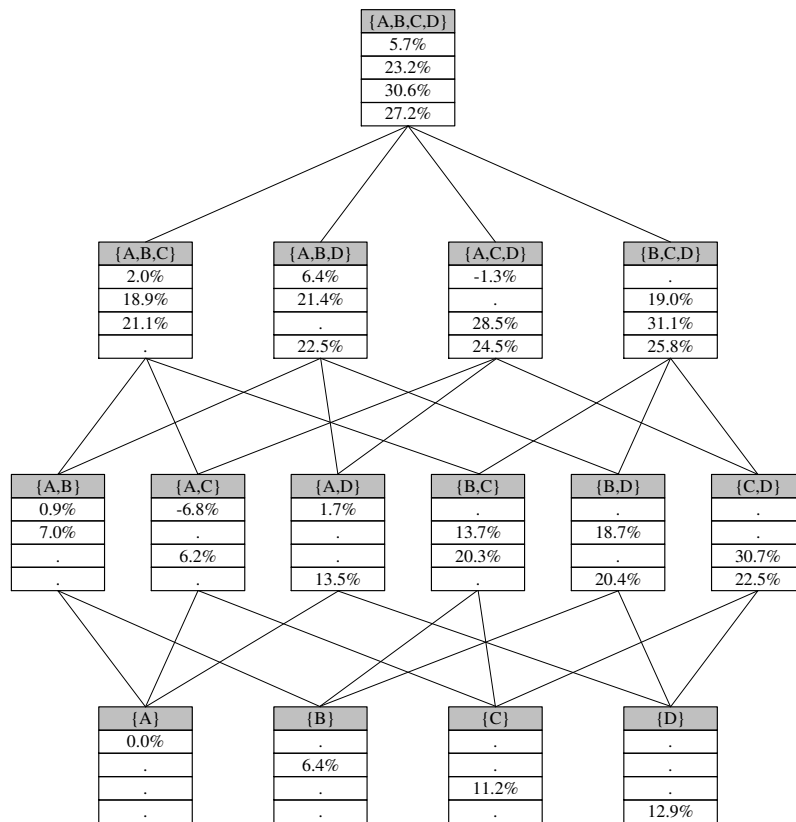 {A,B,C,D}
5.7%
23.2%
30.6%
27.2%
{A,B,C} {A,B,D} {A,C,D} {B,C,D}
2.0% 6.4% -1.3% .
18.9% 21.4% . 19.0%
21.1% . 28.5% 31.1%
. 22.5% 24.5% 25.8%
{A,B} {A,C} {A,D} {B,C} {B,D} {C,D}
0.9% -6.8% 1.7% . . .
7.0% . . 13.7% 18.7% .
. 6.2% . 20.3% . 30.7%
. . 13.5% . 20.4% 22.5%
{A} {B} {C} {D}
0.0% . . .
. 6.4% . .
. . 11.2% .
. . . 12.9%